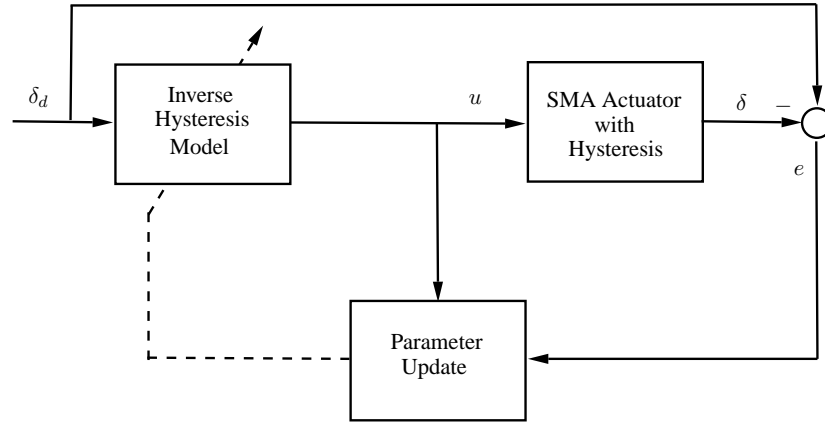 δ_d
Inverse
Hysteresis
Model
u
SMA Actuator
with
Hysteresis
δ
−
e
Parameter
Update